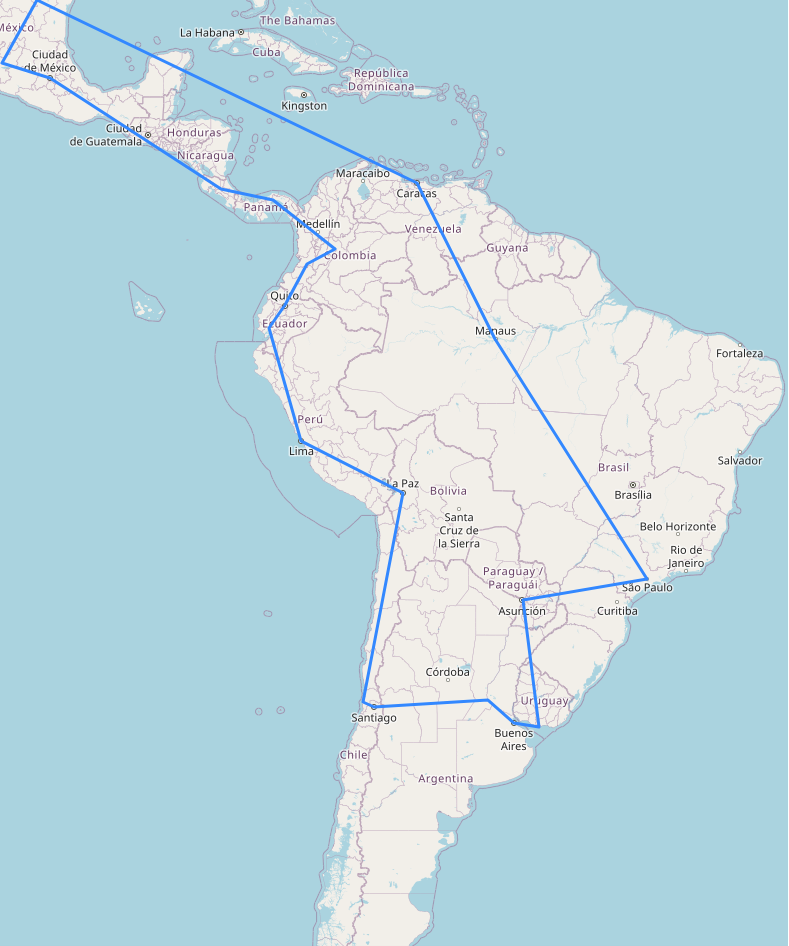 The Bahamas
México
La Habana
Cuba
Ciudad
de México
República
Dominicana
Kingston
Ciudad
de Guatemala
Honduras
Nicaragua
Maracaibo
Caracas
Panamá
Medellín
Venezuela
Guyana
Colombia
Quito
Ecuador
Manaus
Fortaleza
Perú
Lima
Brasil
Salvador
La Paz
Bolivia
Brasília
Santa
Cruz de
la Sierra
Belo Horizonte
Rio de
Janeiro
Paraguay /
Paraguái
São Paulo
Asunción
Curitiba
Córdoba
Uruguay
Santiago
Buenos
Aires
Chile
Argentina